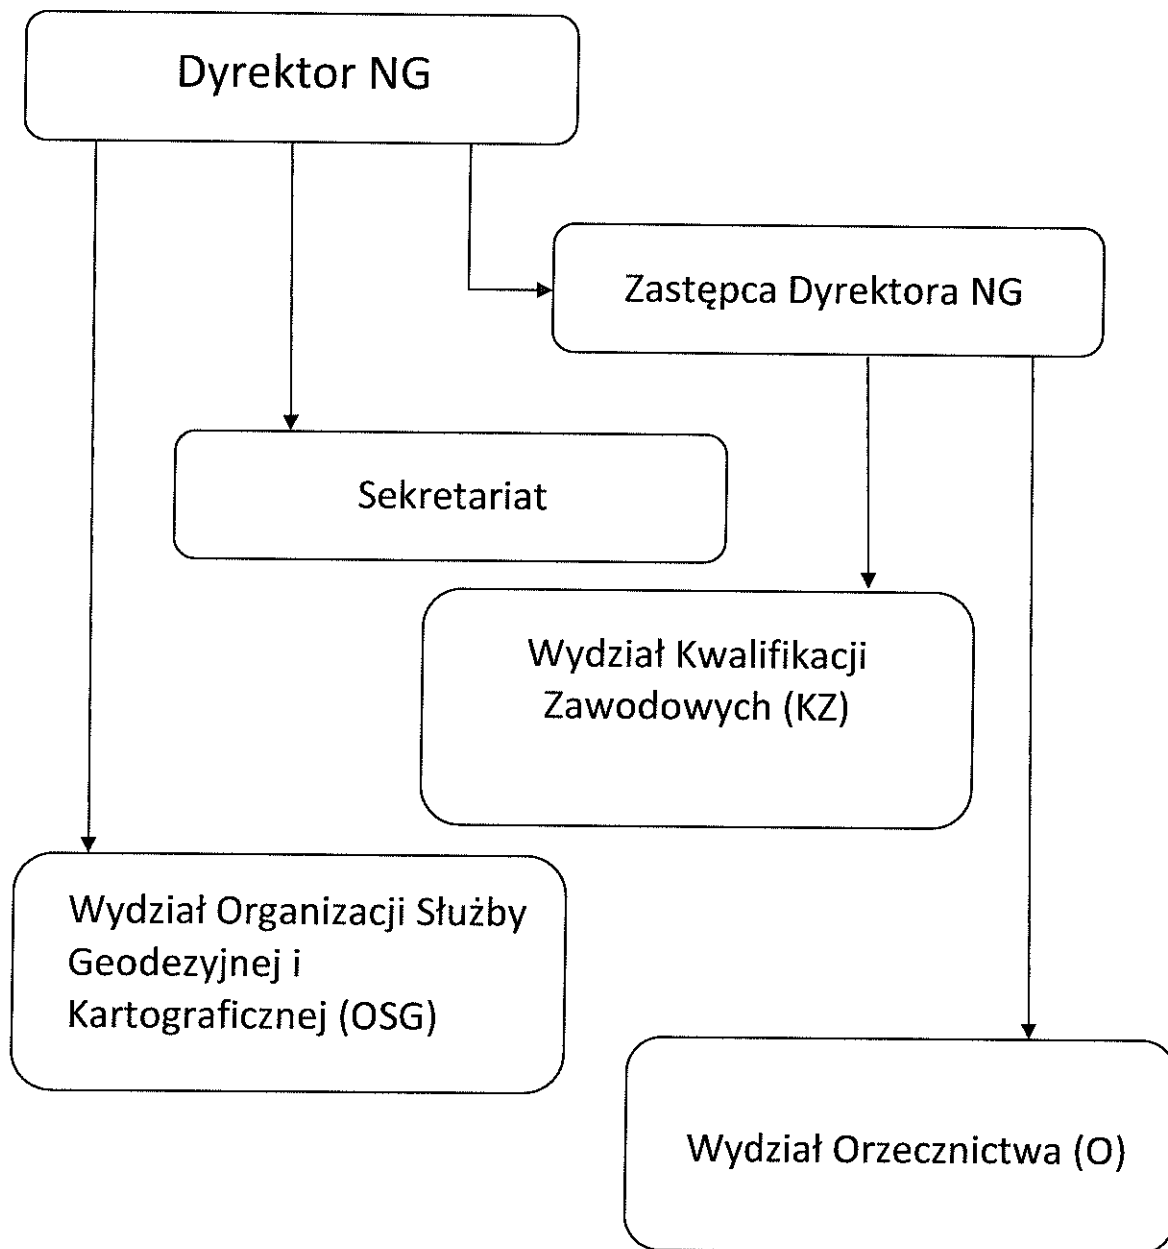 Dyrektor NG
Zastępca Dyrektora NG
Sekretariat
Wydział Kwalifikacji
Zawodowych (KZ)
Wydział Organizacji Służby
Geodezyjnej i
Kartograficznej (OSG)
Wydział Orzecznictwa (O)